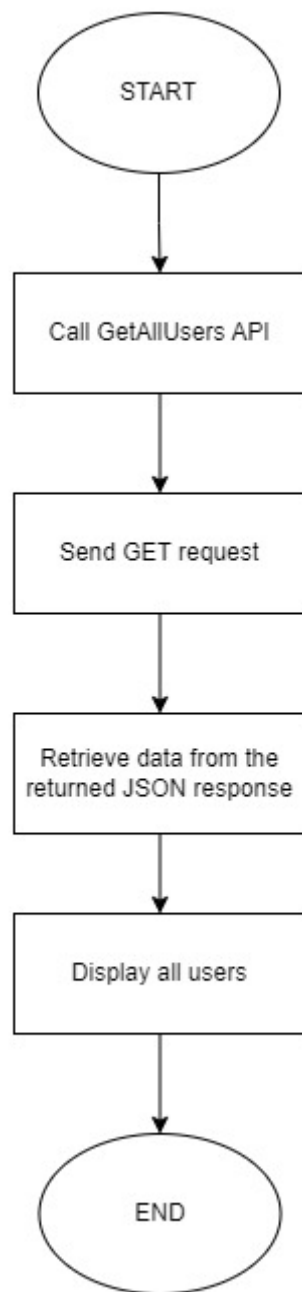 START
Call GetAllUsers API
Send GET request
Retrieve data from the
returned JSON response
Display all users
END